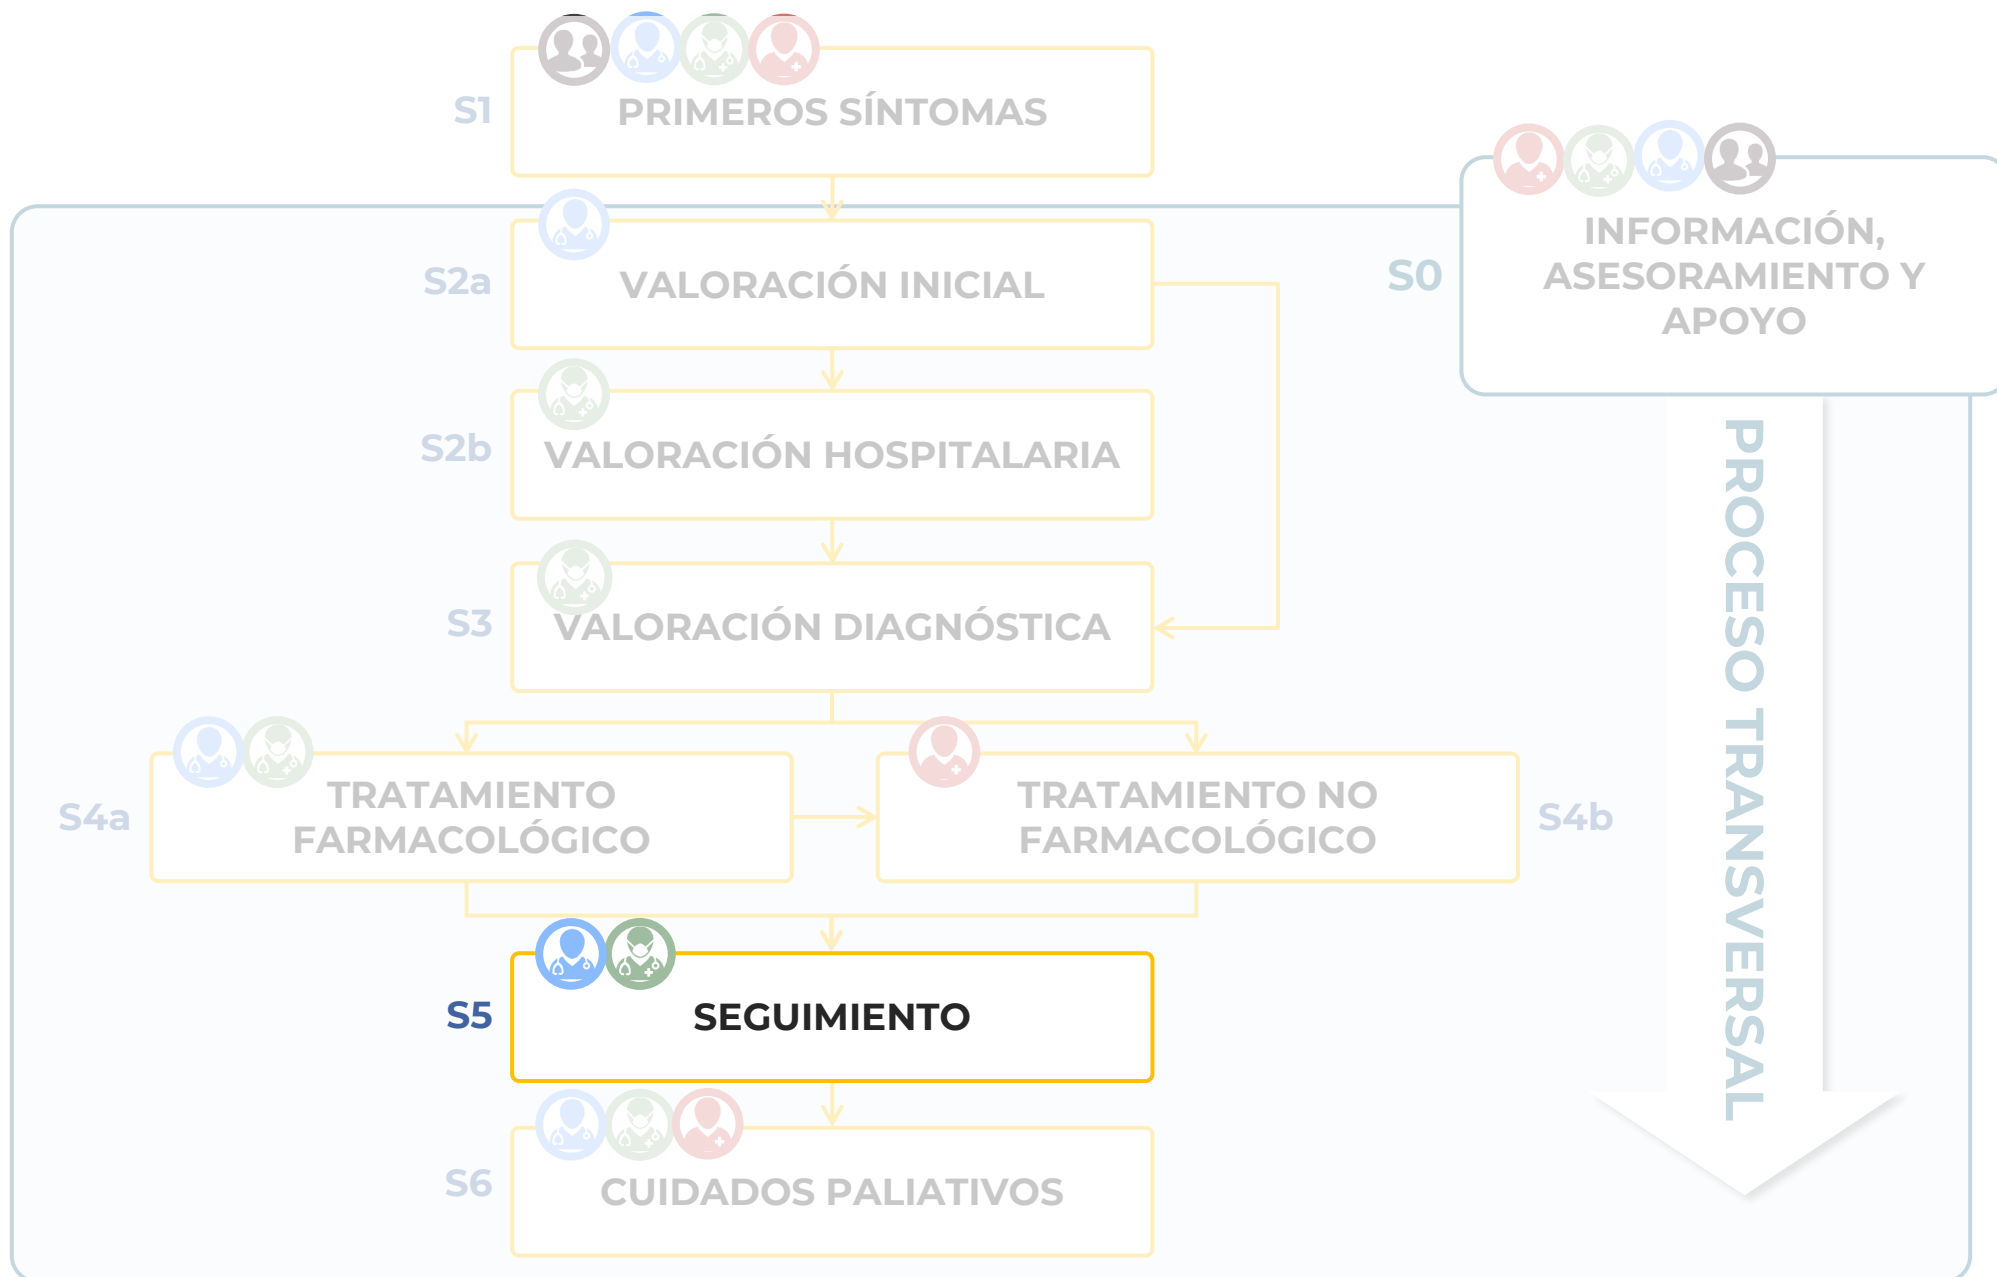 S1
PRIMEROS SÍNTOMAS
S2a
VALORACIÓN INICIAL
S0
INFORMACIÓN,
ASESORAMIENTO Y
APOYO
S2b
VALORACIÓN HOSPITALARIA
S3
VALORACIÓN DIAGNÓSTICA
S4a
TRATAMIENTO
FARMACOLÓGICO
TRATAMIENTO NO
FARMACOLÓGICO
S4b
PROCESO TRANSVERSAL
S5
SEGUIMIENTO
S6
CUIDADOS PALIATIVOS